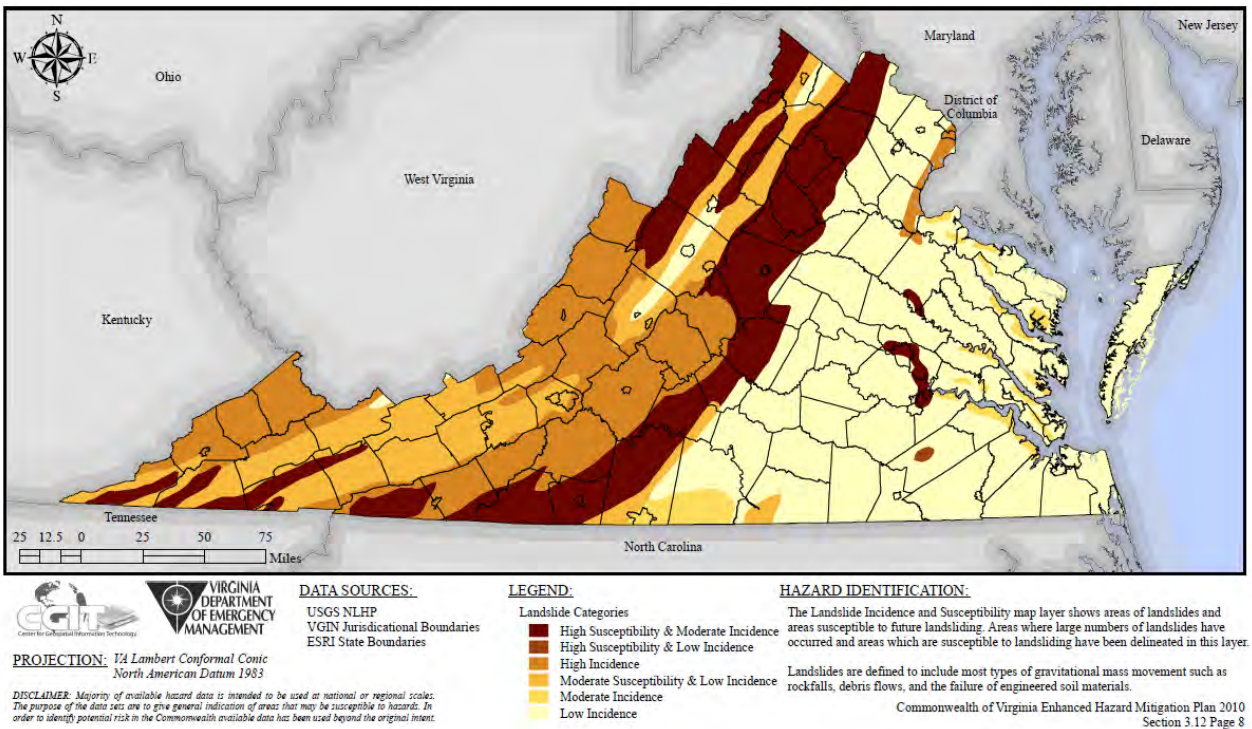 N
W E
S
Ohio
Maryland
New Jersey
District of
Columbia
Delaware
West Virginia
Kentucky
Tennessee
North Carolina
25 12.5 0 25 50 75
Miles
CGIT
Center for Geospatial Information Technology
VIRGINIA
DEPARTMENT
OF EMERGENCY
MANAGEMENT
PROJECTION: VA Lambert Conformal Conic
North American Datum 1983
DISCLAIMER: Majority of available hazard data is intended to be used at national or regional scales.
The purpose of the data sets are to give general indication of areas that may be susceptible to hazards. In
order to identify potential risk in the Commonwealth available data has been used beyond the original intent.
DATA SOURCES:
USGS NLHP
VGIN Jurisdicational Boundaries
ESRI State Boundaries
LEGEND:
Landslide Categories
High Susceptibility & Moderate Incidence
High Susceptibility & Low Incidence
High Incidence
Moderate Susceptibility & Low Incidence
Moderate Incidence
Low Incidence
HAZARD IDENTIFICATION:
The Landslide Incidence and Susceptibility map layer shows areas of landslides and
areas susceptible to future landsliding. Areas where large numbers of landslides have
occurred and areas which are susceptible to landsliding have been delineated in this layer.
Landslides are defined to include most types of gravitational mass movement such as
rockfalls, debris flows, and the failure of engineered soil materials.
Commonwealth of Virginia Enhanced Hazard Mitigation Plan 2010
Section 3.12 Page 8